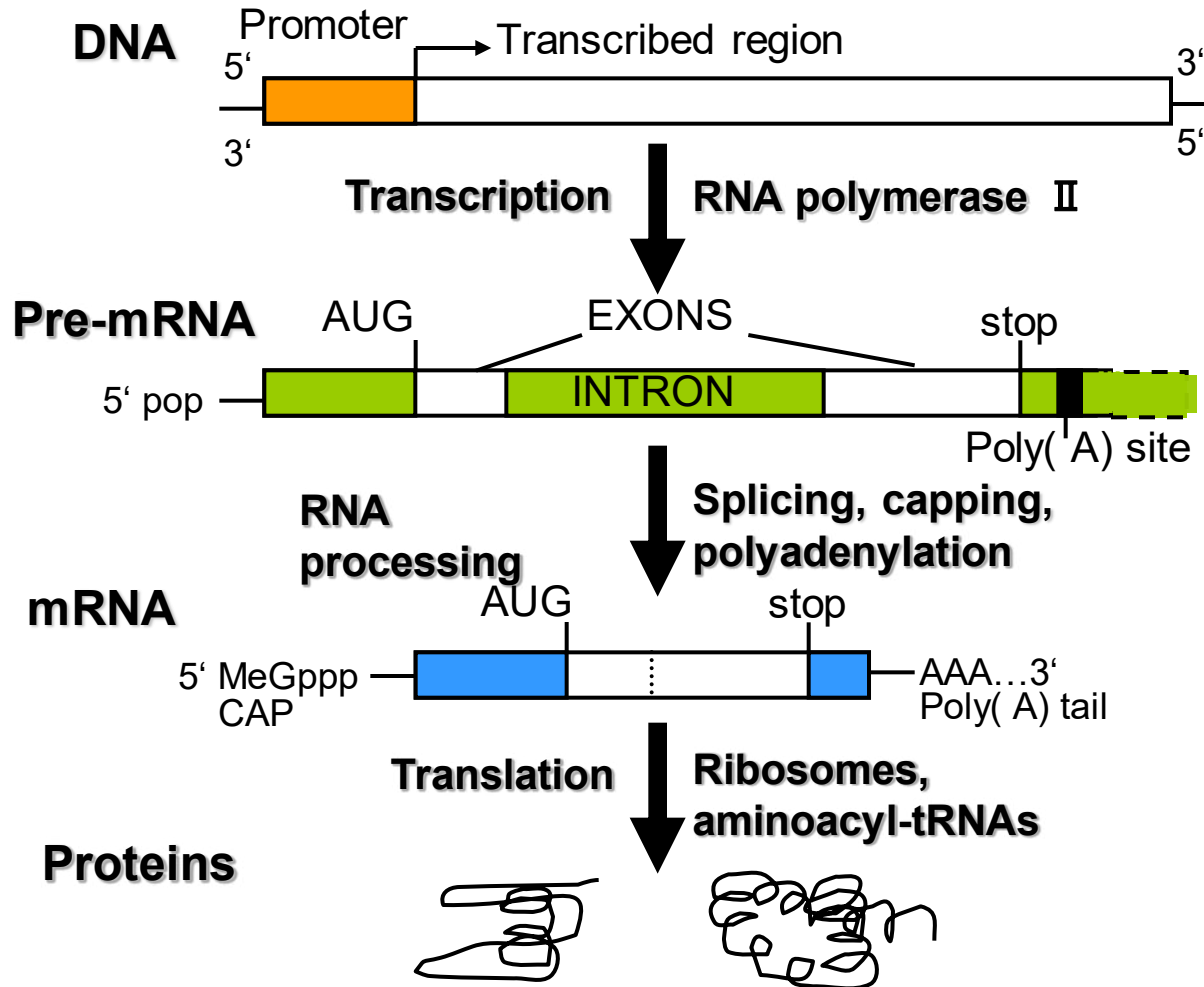 DNA
Promoter
Transcribed region
5‘
3‘
3‘
5‘
Transcription
RNA polymerase Ⅱ
Pre-mRNA
AUG
EXONS
stop
5‘ pop
INTRON
Poly( A) site
RNA
processing
Splicing, capping,
polyadenylation
mRNA
AUG
stop
5‘ MeGppp
CAP
AAA…3‘
Poly( A) tail
Translation
Ribosomes,
aminoacyl-tRNAs
Proteins